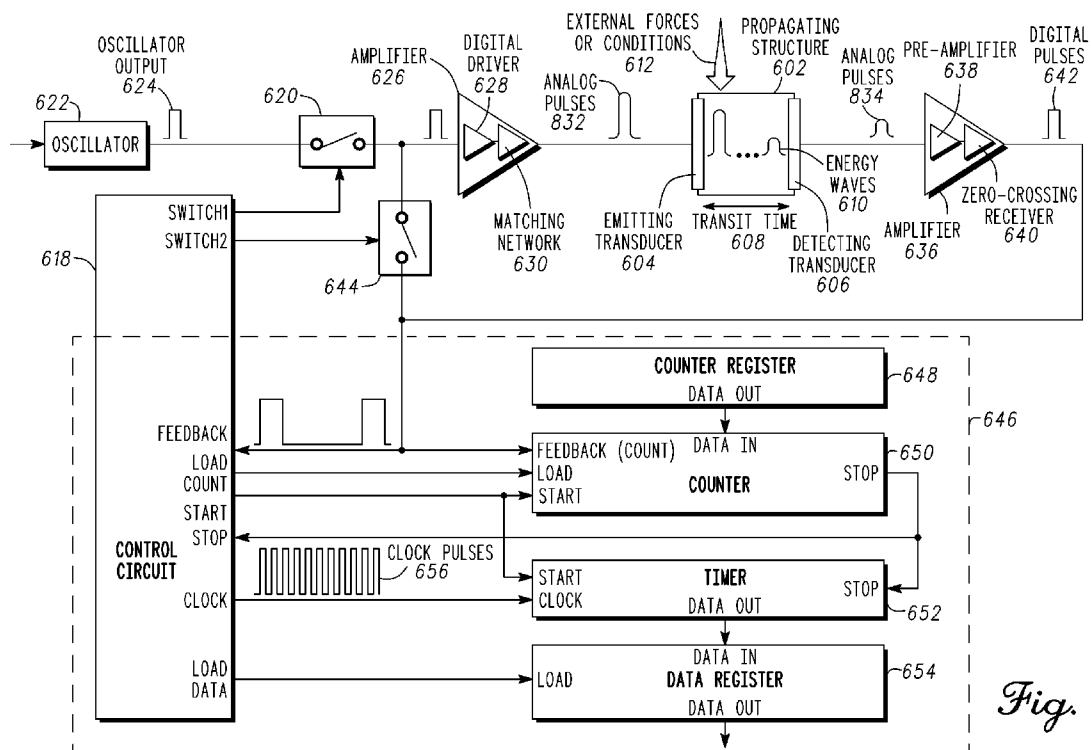 OSCILLATOR
OUTPUT
624
622
OSCILLATOR
620
AMPLIFIER
626
DIGITAL
DRIVER
628
MATCHING
NETWORK
630
ANALOG
PULSES
832
EXTERNAL FORCES
OR CONDITIONS
612
PROPAGATING
STRUCTURE
602
ENERGY
WAVES
610
EMITTING
TRANSDUCER
604
TRANSIT TIME
608
DETECTING
TRANSDUCER
606
ANALOG
PULSES
834
PRE-AMPLIFIER
638
DIGITAL
PULSES
642
ZERO-CROSSING
RECEIVER
640
AMPLIFIER
636
SWITCH1
SWITCH2
618
644
COUNTER REGISTER
DATA OUT
648
646
FEEDBACK
LOAD
COUNT
START
STOP
CONTROL
CIRCUIT
CLOCK
LOAD
DATA
DATA IN
FEEDBACK (COUNT)
LOAD
START
COUNTER
STOP
650
CLOCK PULSES
656
TIMER
START
CLOCK
STOP
DATA OUT
652
DATA IN
LOAD
DATA REGISTER
DATA OUT
654
Fig.